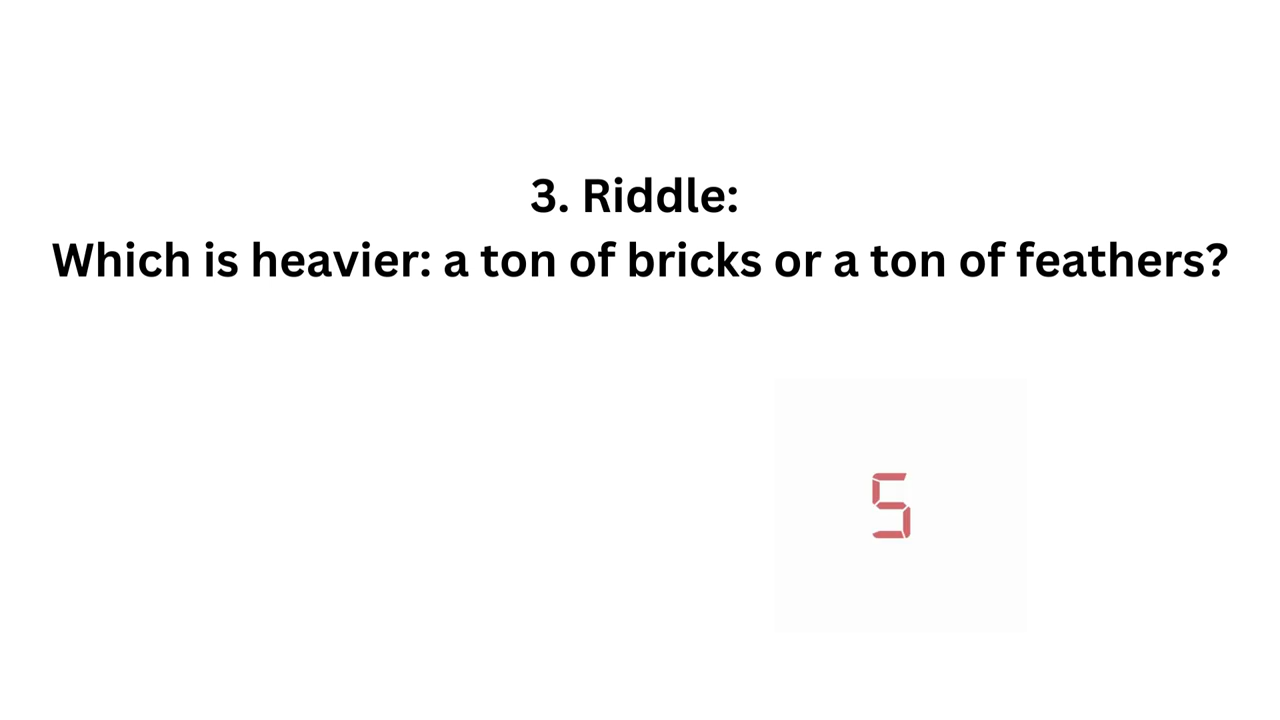 3. Riddle:
Which is heavier: a ton of bricks or a ton of feathers?
5